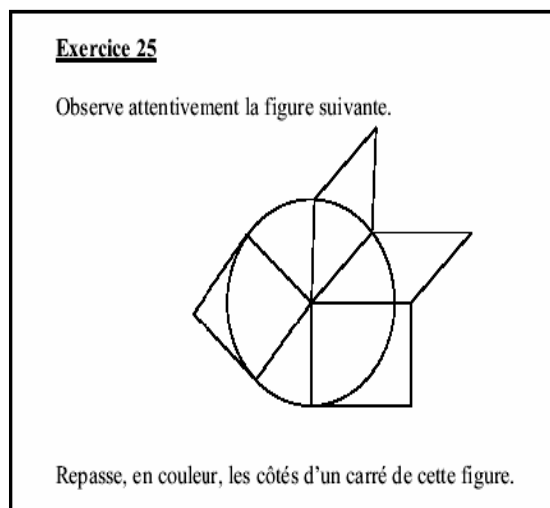 Exercice 25
Observe attentivement la figure suivante.
Repasse, en couleur, les côtés d'un carré de cette figure.